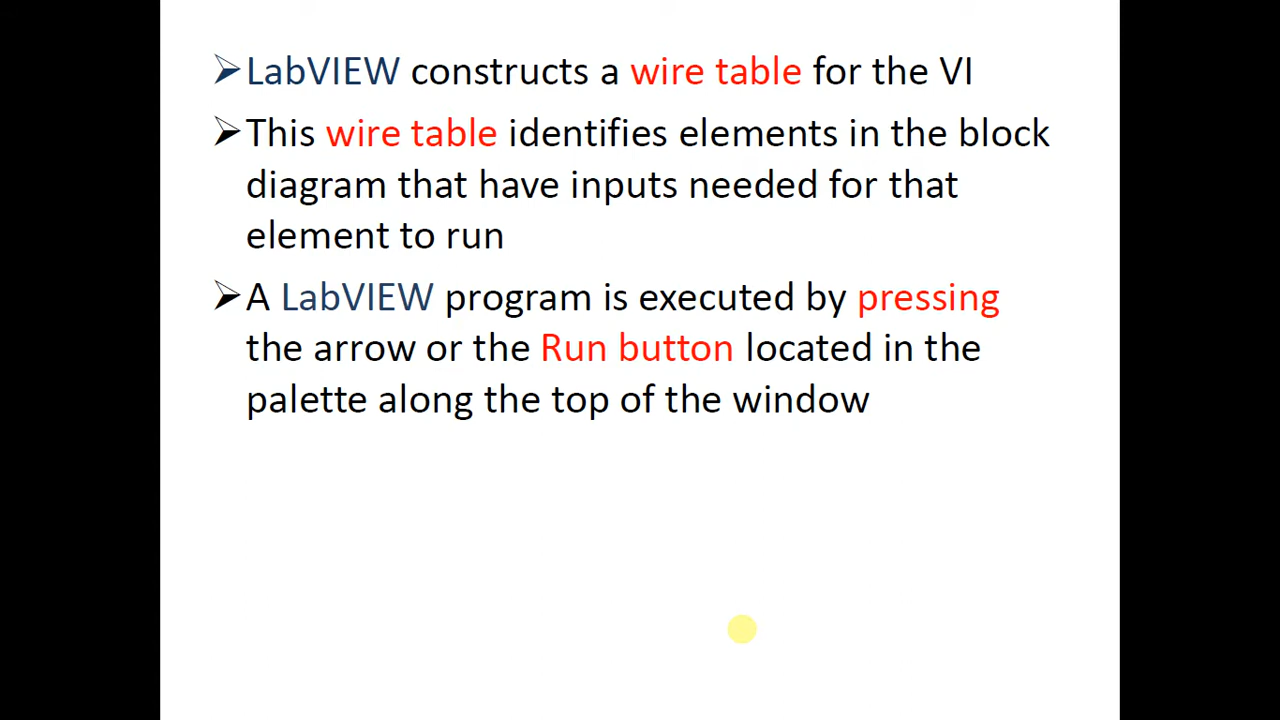 LabVIEW constructs a wire table for the VI
This wire table identifies elements in the block
diagram that have inputs needed for that
element to run
A LabVIEW program is executed by pressing
the arrow or the Run button located in the
palette along the top of the window